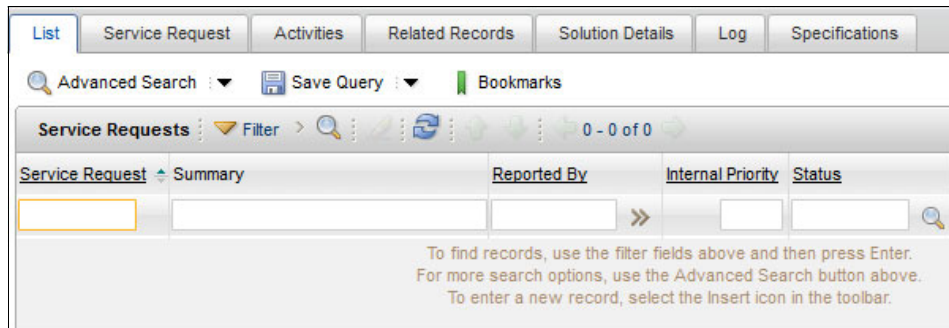 List Service Request Activities Related Records Solution Details Log Specifications
Advanced Search Save Query Bookmarks
Service Requests Filter 0 - 0 of 0
Service Request Summary Reported By Internal Priority Status
To find records, use the filter fields above and then press Enter.
For more search options, use the Advanced Search button above.
To enter a new record, select the Insert icon in the toolbar.